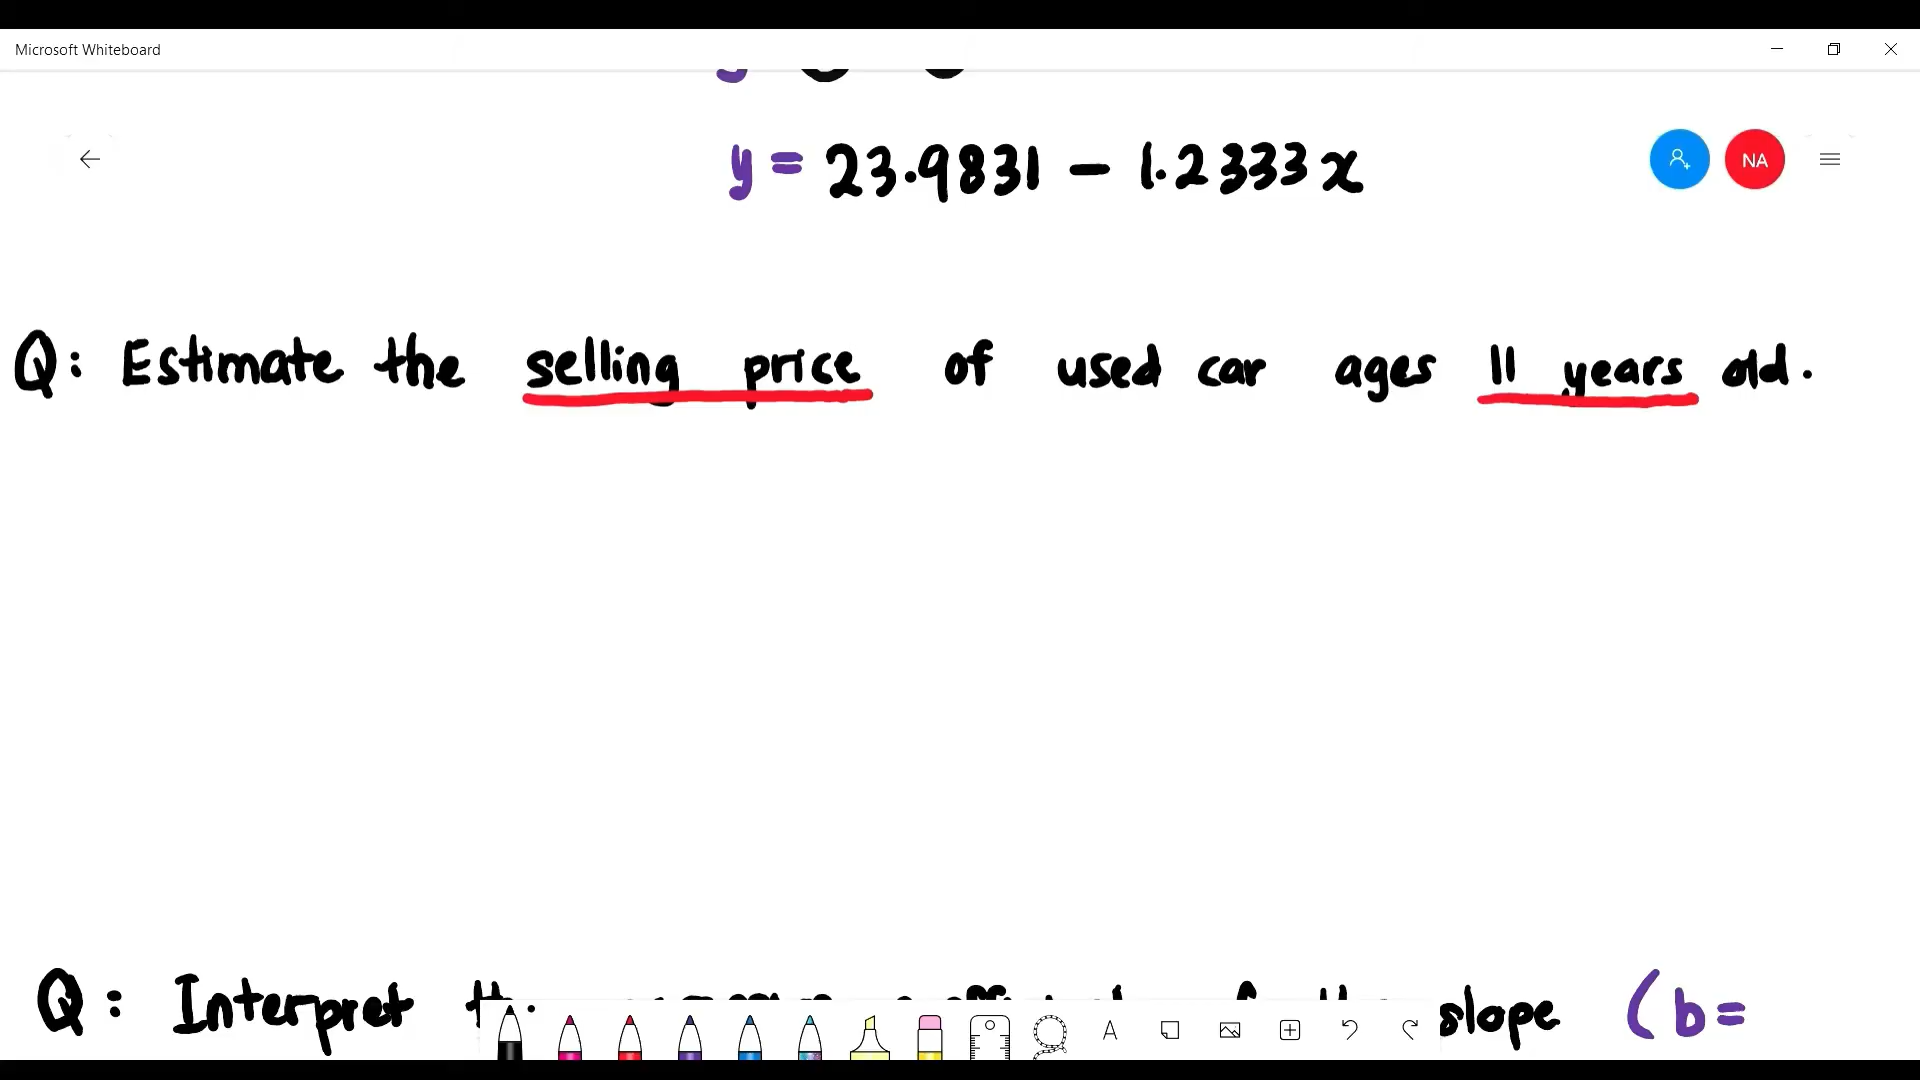 Microsoft Whiteboard
y = 23.9831 - 1.2333x
NA
Q: Estimate the selling price of used car ages 11 years old.
Q: Interpret slope (b=
A